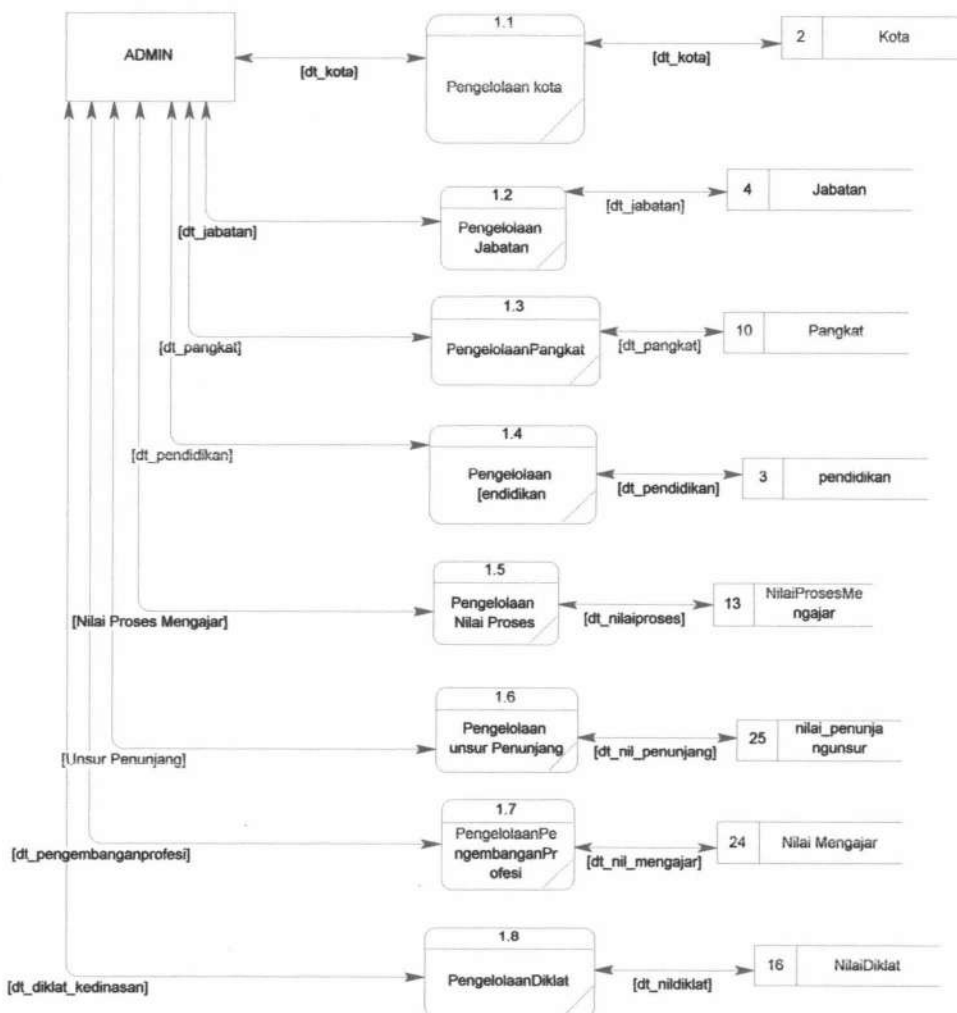 ADMIN
[dt_kota]
1.1
Pengelolaan kota
[dt_kota]
2
Kota
[dt_jabatan]
1.2
Pengelolaan
Jabatan
[dt_jabatan]
4
Jabatan
[dt_pangkat]
1.3
PengelolaanPangkat
[dt_pangkat]
10
Pangkat
[dt_pendidikan]
1.4
Pengelolaan
[endidikan
[dt_pendidikan]
3
pendidikan
[Nilai Proses Mengajar]
1.5
Pengelolaan
Nilai Proses
[dt_nilaiproses]
13
NilaiProsesMe
ngajar
[Unsur Penunjang]
1.6
Pengelolaan
unsur Penunjang
[dt_nil_penunjang]
25
nilai_penunja
ngunsur
[dt_pengembanganprofesi]
1.7
PengelolaanPe
ngembanganPr
ofesi
[dt_nil_mengajar]
24
Nilai Mengajar
[dt_diklat_kedinasan]
1.8
PengelolaanDiklat
[dt_nildiklat]
16
NilaiDiklat